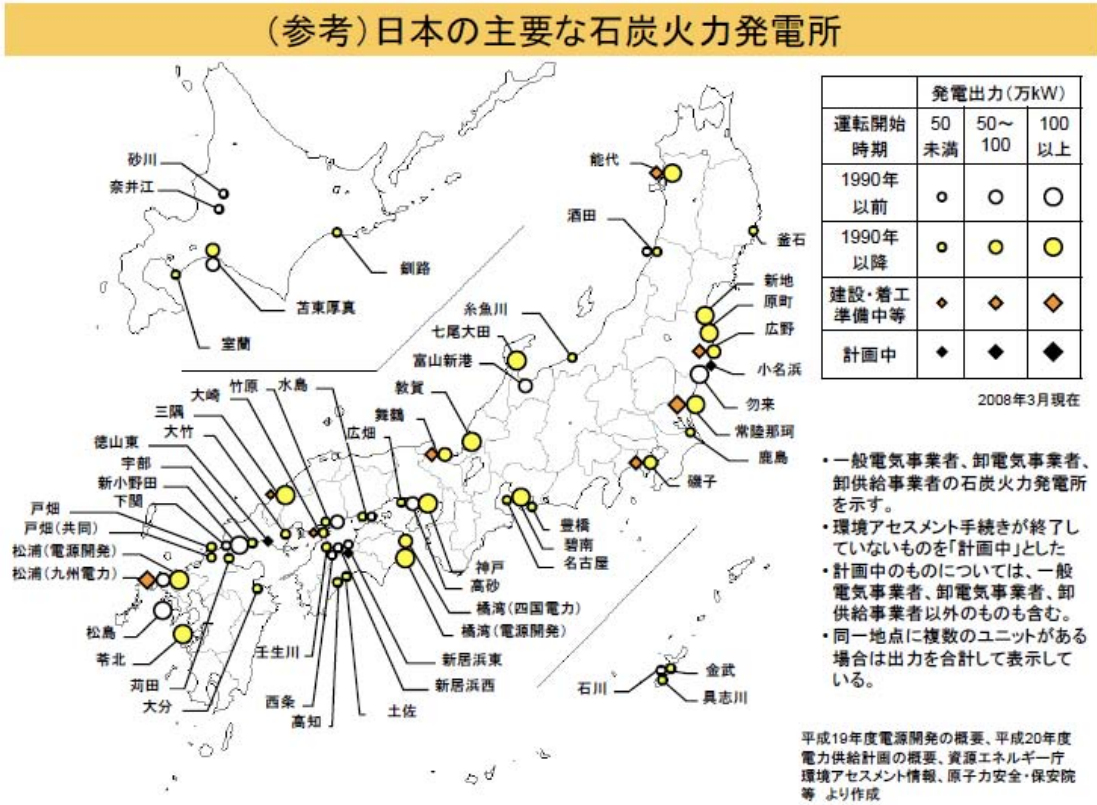 (参考)日本の主要な石炭火力発電所
発電出力(万kW)
運転開始
時期
50
未満
50～
100
100
以上
1990年
以前
1990年
以降
建設・着工
準備中等
計画中
2008年3月現在
砂川
奈井江
釧路
苫東厚真
室蘭
能代
酒田
釜石
新地
原町
広野
小名浜
勿来
常陸那珂
鹿島
磯子
糸魚川
七尾大田
富山新港
敦賀
舞鶴
広畑
水島
竹原
大崎
三隅
大竹
徳山東
宇部
新小野田
下関
戸畑
戸畑(共同)
松浦(電源開発)
松浦(九州電力)
松島
苓北
苅田
大分
壬生川
西条
高知
土佐
新居浜西
新居浜東
橘湾(電源開発)
橘湾(四国電力)
高砂
神戸
豊橋
碧南
名古屋
石川
金武
具志川
・一般電気事業者、卸電気事業者、
卸供給事業者の石炭火力発電所
を示す。
・環境アセスメント手続きが終了し
ていないものを「計画中」とした
・計画中のものについては、一般
電気事業者、卸電気事業者、卸
供給事業者以外のものも含む。
・同一地点に複数のユニットがある
場合は出力を合計して表示して
いる。
平成19年度電源開発の概要、平成20年度
電力供給計画の概要、資源エネルギー庁
環境アセスメント情報、原子力安全・保安院
等 より作成